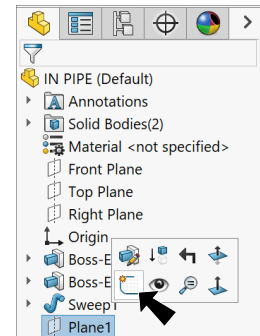 IN PIPE (Default)
Annotations
Solid Bodies(2)
Material <not specified>
Front Plane
Top Plane
Right Plane
Origin
Boss-E
Boss-E
Sweep1
Plane1